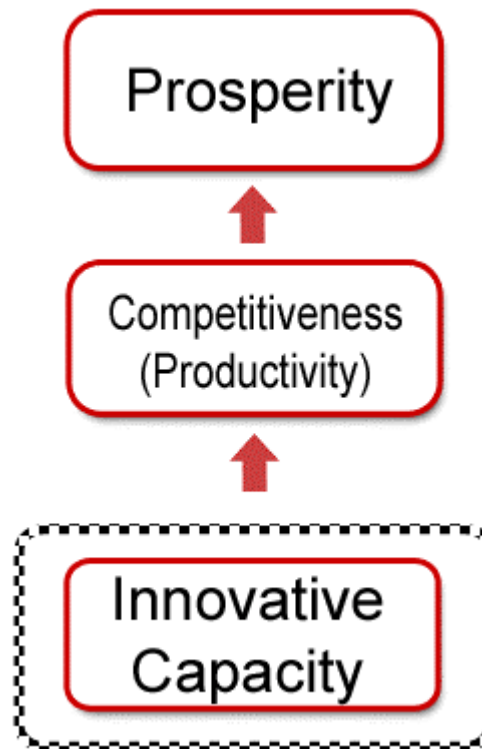 Prosperity
Competitiveness
(Productivity)
Innovative
Capacity